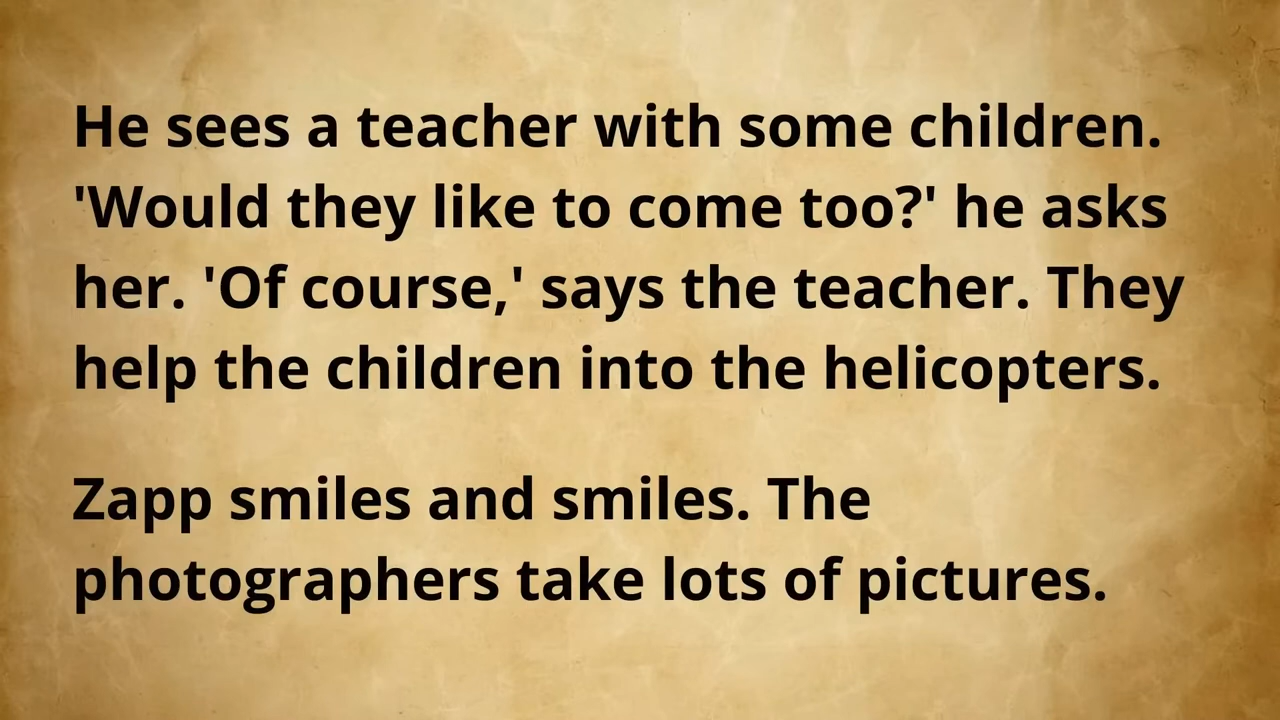 He sees a teacher with some children.
'Would they like to come too?' he asks
her. 'Of course,' says the teacher. They
help the children into the helicopters.
Zapp smiles and smiles. The
photographers take lots of pictures.